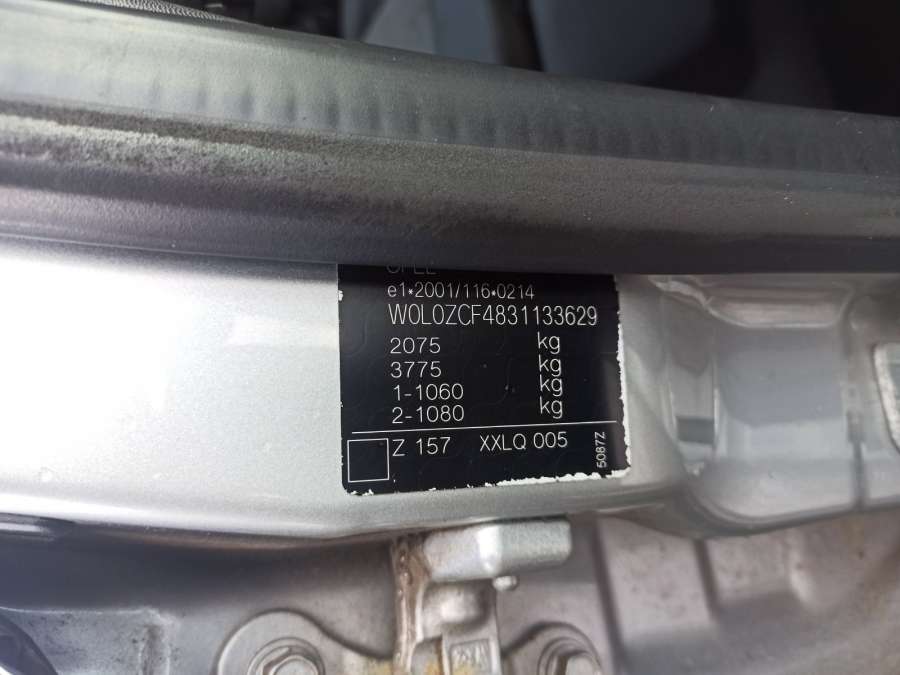 OPEL
e1*2001/116*0214
W0L0ZCF4831133629
2075 kg
3775 kg
1-1060 kg
2-1080 kg
Z 157 XXLQ 005
5087Z